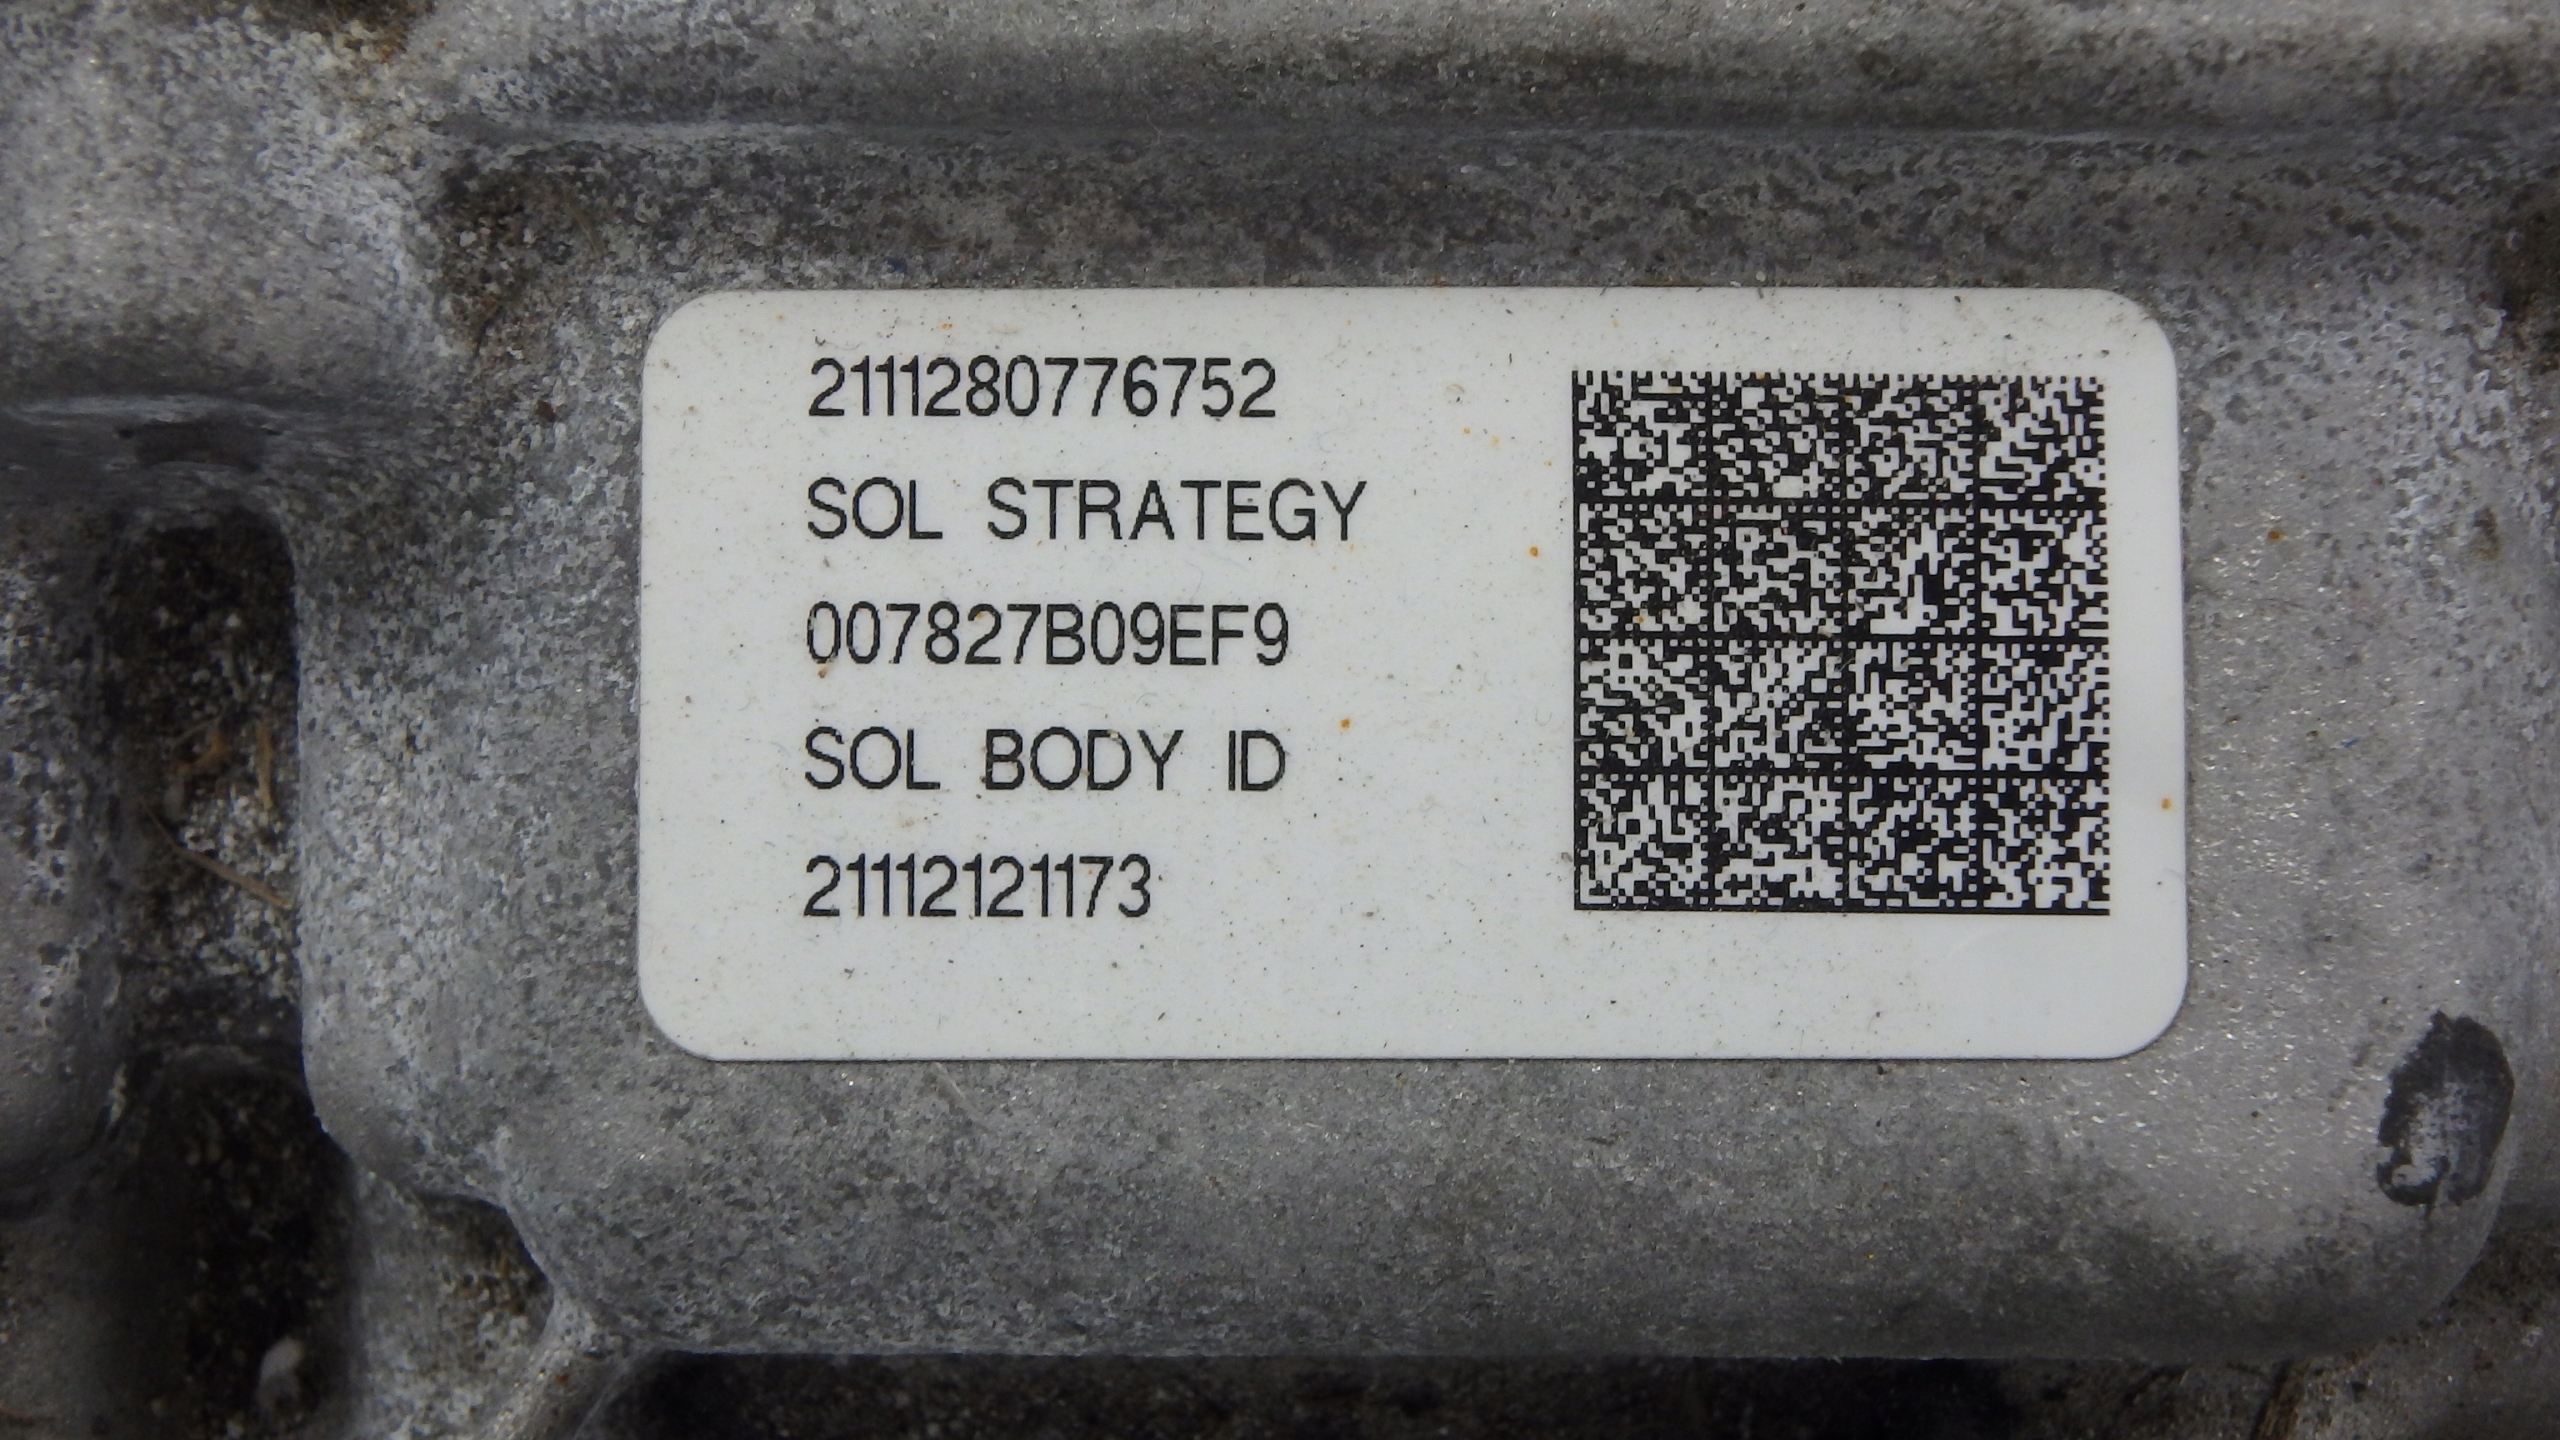 2111280776752
SOL STRATEGY
007827B09EF9
SOL BODY ID
21112121173